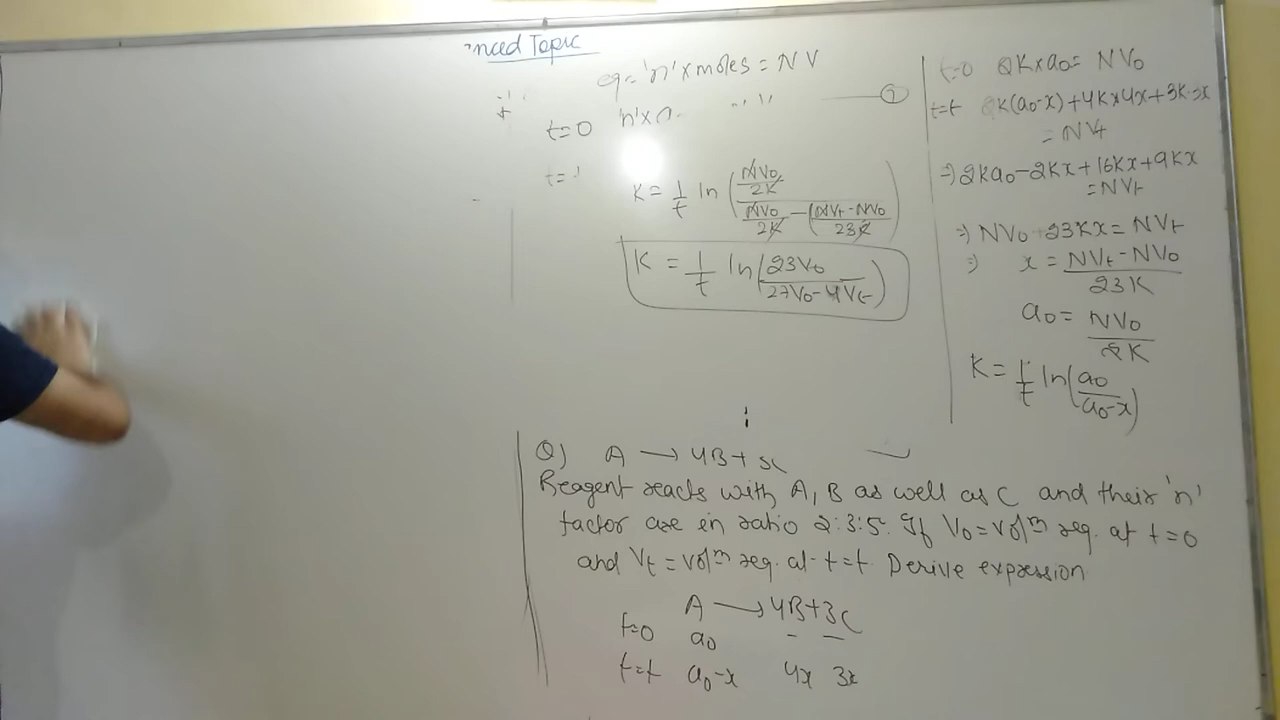 nced Topic
eq = 'n' × moles = NV
t=0 'n' ×
①
t=
K = 1/t ln ( (NV₀/2K) / (NV₀/2K - (NVt - NV₀)/23K) )
K = 1/t ln ( 23V₀ / (27V₀ - 4Vt) )
t=0 2K×a₀ = NV₀
t=t 2K(a₀-x)+4K×4x+3K·3x
= NVt
⇒ 2Ka₀-2Kx+16Kx+9Kx
= NVt
⇒ NV₀ + 23Kx = NVt
⇒ x = (NVt - NV₀) / 23K
a₀ = NV₀ / 2K
K = 1/t ln (a₀ / (a₀-x))
Q) A → 4B + 3C
Reagent reacts with A, B as well as C and their 'n'
factor are in ratio 2:3:5. If V₀ = volᵐ req. at t=0
and Vt = volᵐ req. at t=t. Derive expression
A → 4B+3C
t=0 a₀ - -
t=t a₀-x 4x 3x